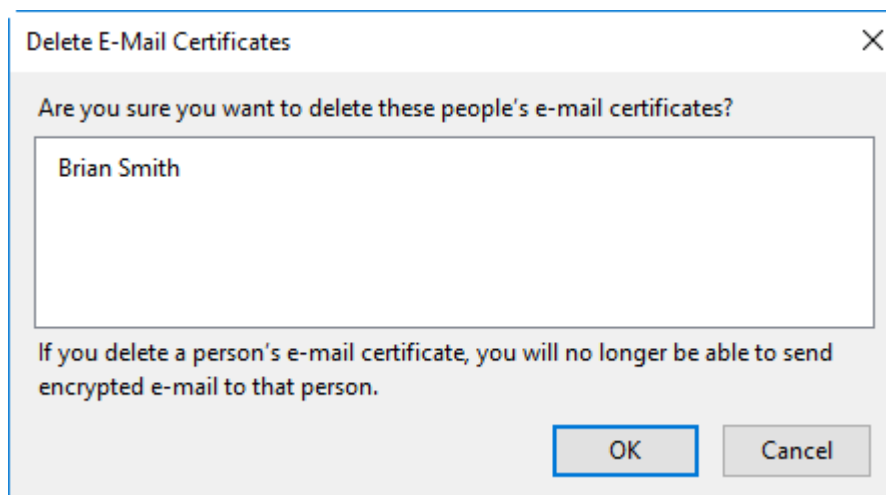 Delete E-Mail Certificates
Are you sure you want to delete these people’s e-mail certificates?
Brian Smith
If you delete a person’s e-mail certificate, you will no longer be able to send
encrypted e-mail to that person.
OK Cancel